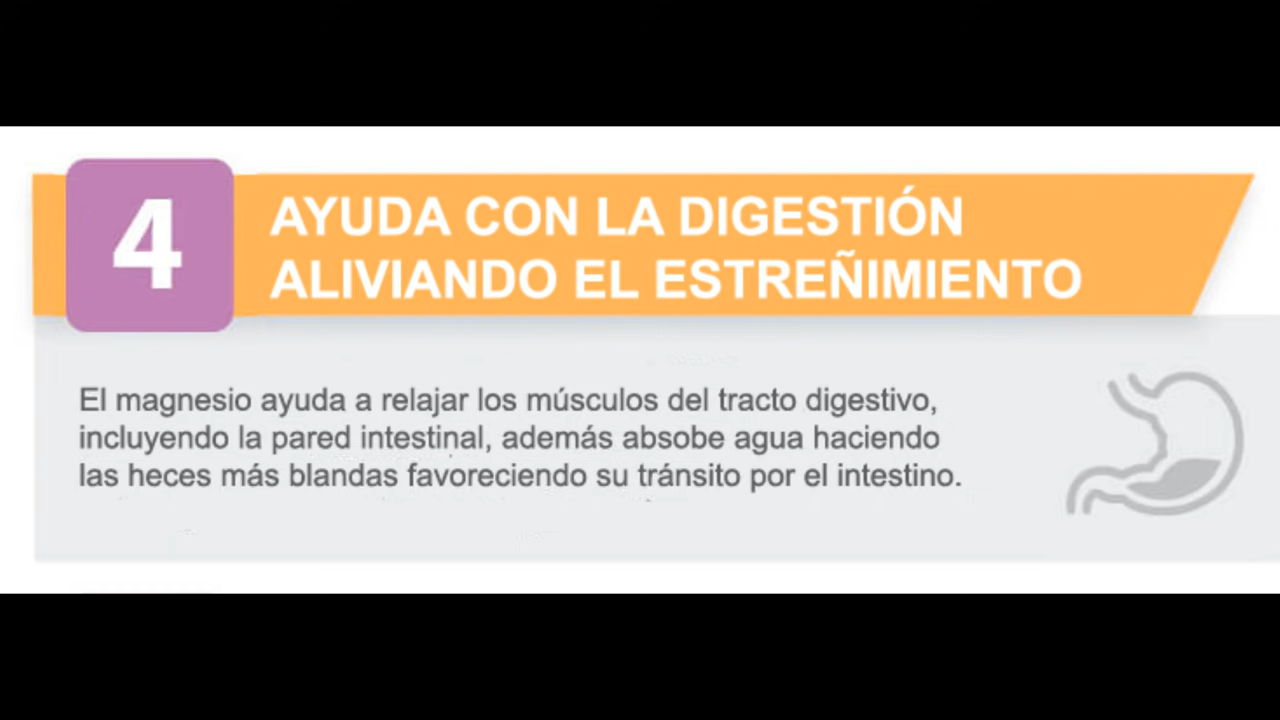 4
AYUDA CON LA DIGESTIÓN
ALIVIANDO EL ESTREÑIMIENTO
El magnesio ayuda a relajar los músculos del tracto digestivo,
incluyendo la pared intestinal, además absobe agua haciendo
las heces más blandas favoreciendo su tránsito por el intestino.